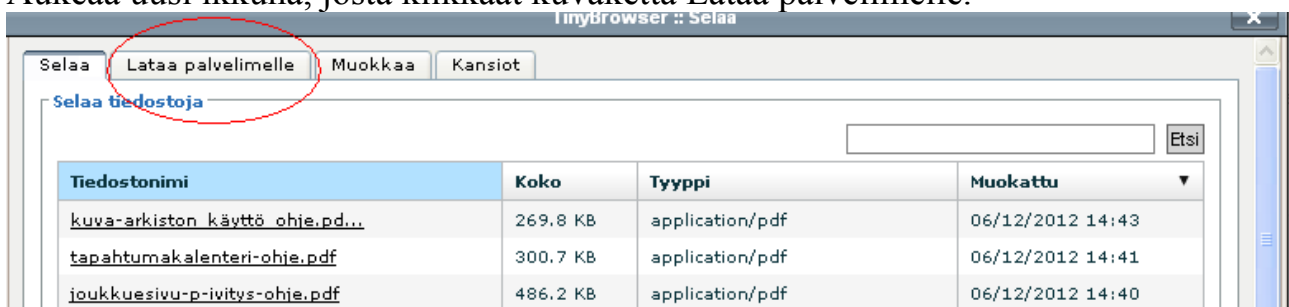 Aukeaa uusi ikkuna, josta klikkaat kuvaketta Lataa palvelimelle.
TinyBrowser :: Selaa
Selaa Lataa palvelimelle Muokkaa Kansiot
Selaa tiedostoja
Etsi
Tiedostonimi Koko Tyyppi Muokattu ▼
kuva-arkiston_käyttö_ohje.pd... 269.8 KB application/pdf 06/12/2012 14:43
tapahtumakalenteri-ohje.pdf 300.7 KB application/pdf 06/12/2012 14:41
joukkuesivu-p-ivitys-ohje.pdf 486.2 KB application/pdf 06/12/2012 14:40